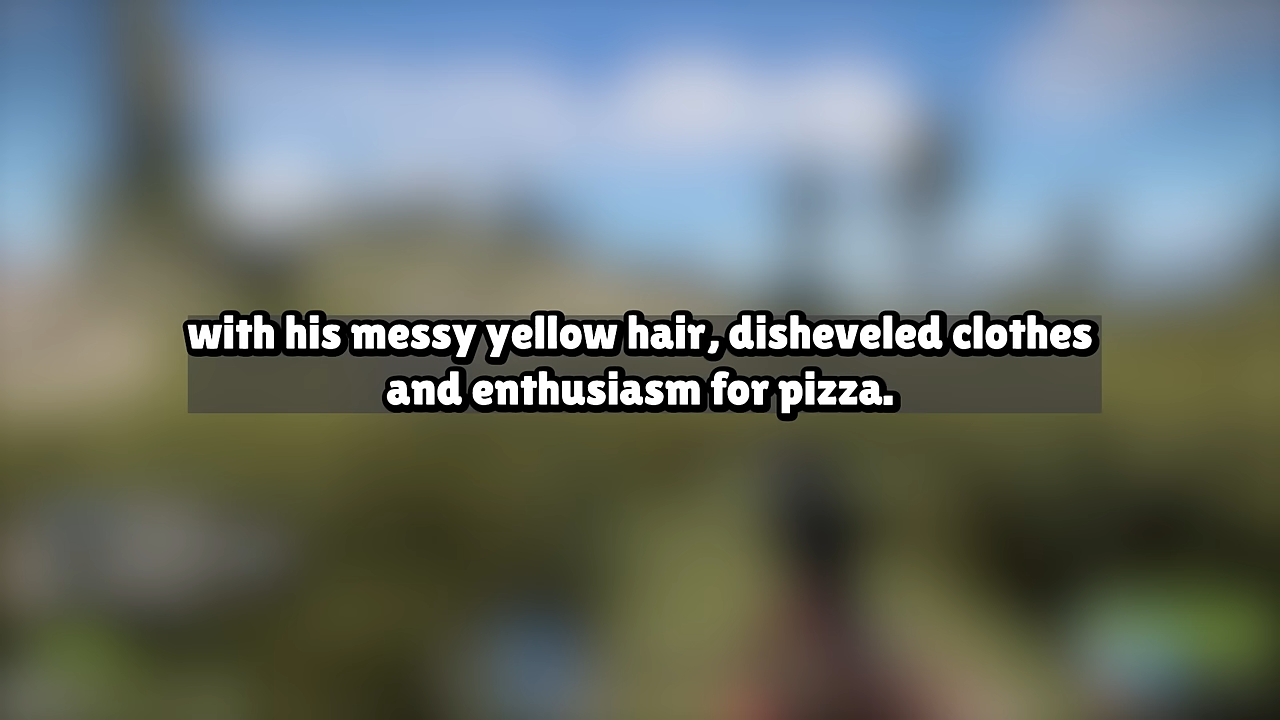 with his messy yellow hair, disheveled clothes
and enthusiasm for pizza.